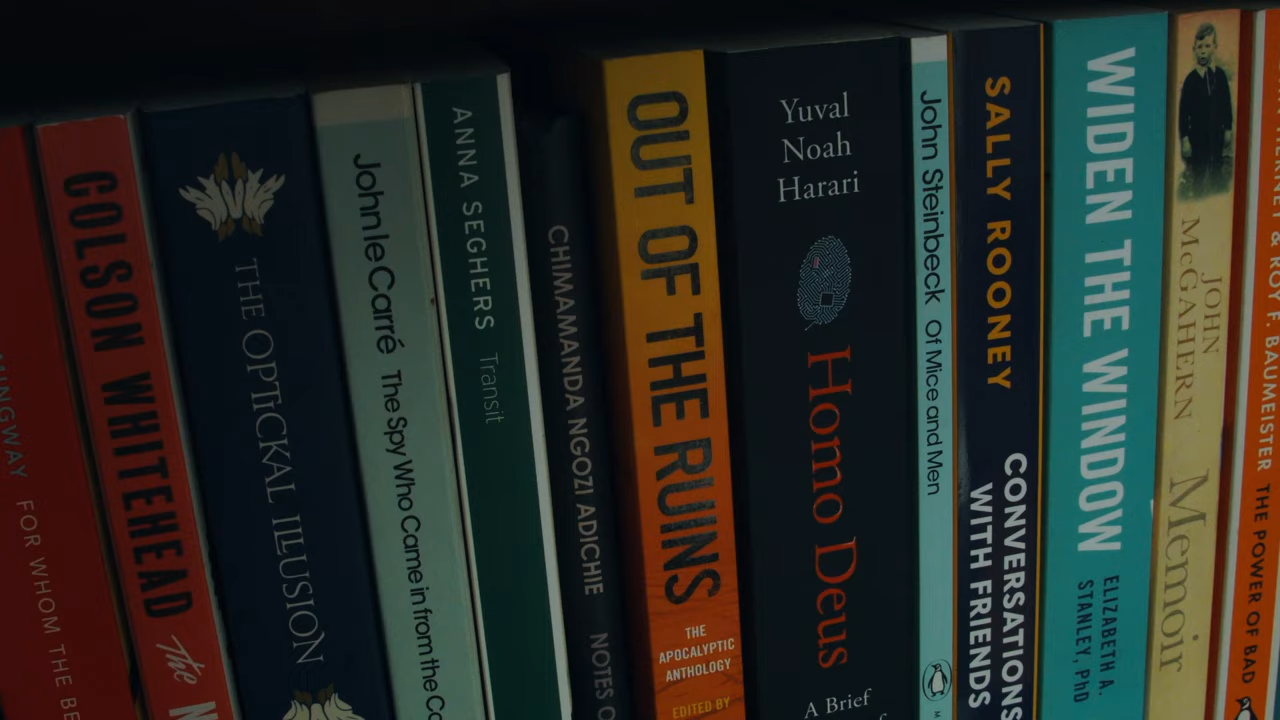 MINGWAY FOR WHOM THE BE
COLSON WHITEHEAD the N
THE OPTICKAL ILLUSION
John le Carré The Spy Who Came in from the Co
ANNA SEGHERS Transit
CHIMAMANDA NGOZI ADICHIE NOTES O
OUT OF THE RUINS
THE
APOCALYPTIC
ANTHOLOGY
EDITED BY
Yuval
Noah
Harari
Homo Deus
A Brief
John Steinbeck Of Mice and Men
SALLY ROONEY
CONVERSATIONS
WITH FRIENDS
WIDEN THE WINDOW
ELIZABETH A.
STANLEY, PhD
JOHN
McGAHERN
Memoir
& ROY F. BAUMEISTER THE POWER OF BAD